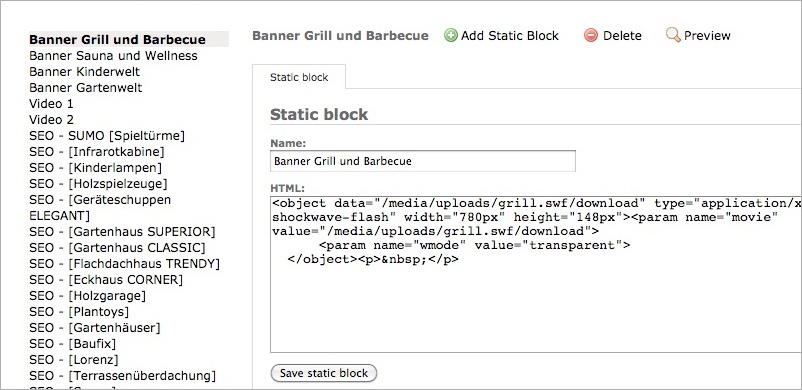 Banner Grill und Barbecue
Banner Sauna und Wellness
Banner Kinderwelt
Banner Gartenwelt
Video 1
Video 2
SEO - SUMO [Spieltürme]
SEO - [Infrarotkabine]
SEO - [Kinderlampen]
SEO - [Holzspielzeuge]
SEO - [Geräteschuppen
ELEGANT]
SEO - [Gartenhaus SUPERIOR]
SEO - [Gartenhaus CLASSIC]
SEO - [Flachdachhaus TRENDY]
SEO - [Eckhaus CORNER]
SEO - [Holzgarage]
SEO - [Plantoys]
SEO - [Gartenhäuser]
SEO - [Baufix]
SEO - [Lorenz]
SEO - [Terrassenüberdachung]
Banner Grill und Barbecue Add Static Block Delete Preview
Static block
Static block
Name:
Banner Grill und Barbecue
HTML:
<object data="/media/uploads/grill.swf/download" type="application/x
shockwave-flash" width="780px" height="148px"><param name="movie"
value="/media/uploads/grill.swf/download">
<param name="wmode" value="transparent">
</object><p>&nbsp;</p>
Save static block